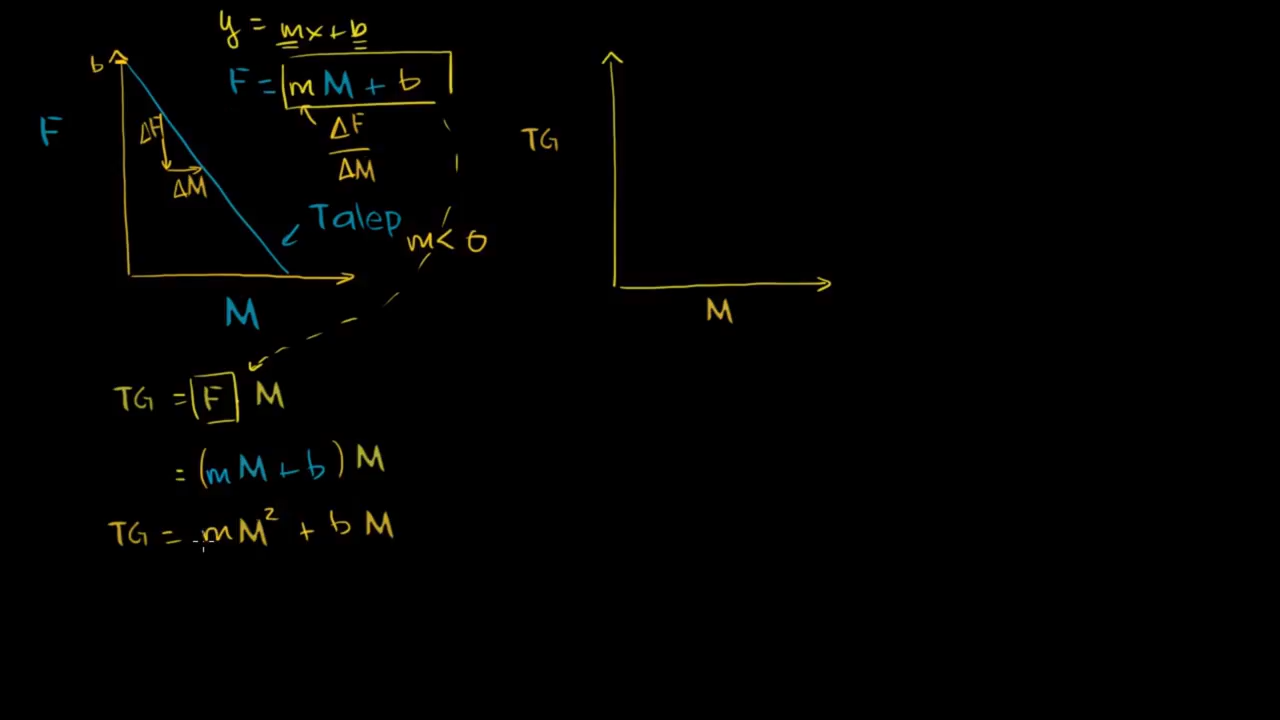 y = mx + b
b
F = mM + b
F
ΔF
ΔM
ΔF
ΔM
Talep
m < 0
M
TG
M
TG = F M
= (mM + b) M
TG = mM² + bM